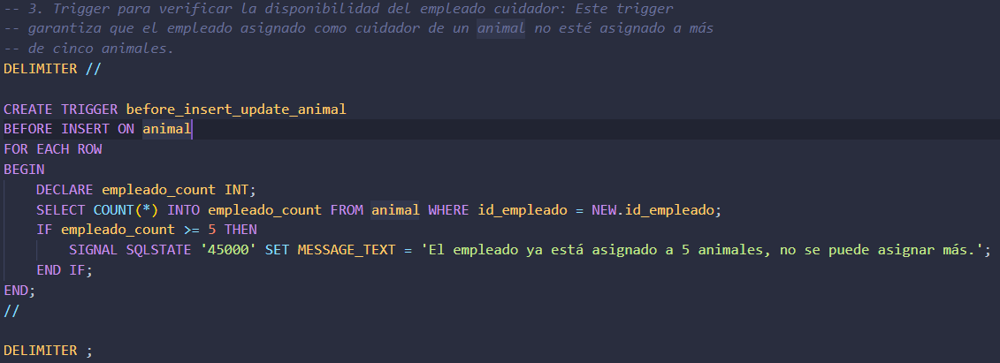 -- 3. Trigger para verificar la disponibilidad del empleado cuidador: Este trigger
-- garantiza que el empleado asignado como cuidador de un animal no esté asignado a más
-- de cinco animales.
DELIMITER //

CREATE TRIGGER before_insert_update_animal
BEFORE INSERT ON animal
FOR EACH ROW
BEGIN
    DECLARE empleado_count INT;
    SELECT COUNT(*) INTO empleado_count FROM animal WHERE id_empleado = NEW.id_empleado;
    IF empleado_count >= 5 THEN
        SIGNAL SQLSTATE '45000' SET MESSAGE_TEXT = 'El empleado ya está asignado a 5 animales, no se puede asignar más.';
    END IF;
END;
//

DELIMITER ;